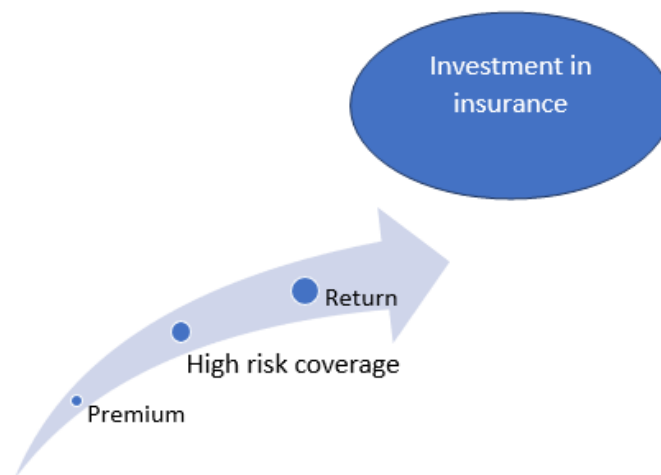 Investment in
insurance
Return
High risk coverage
Premium